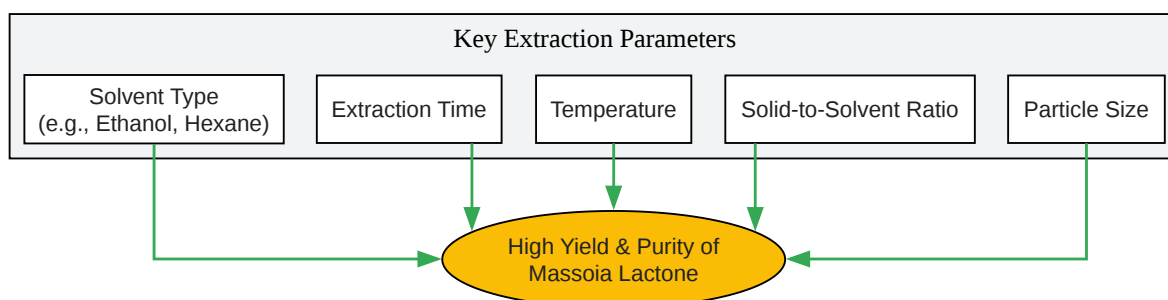 Key Extraction Parameters
Solvent Type
(e.g., Ethanol, Hexane)
Extraction Time
Temperature
Solid-to-Solvent Ratio
Particle Size
High Yield & Purity of
Massoia Lactone